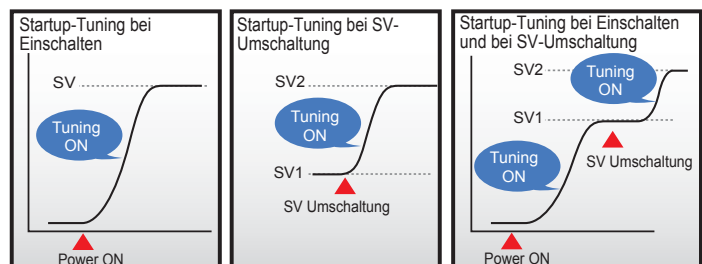 Startup-Tuning bei
Einschalten
SV
Tuning
ON
Power ON
Startup-Tuning bei SV-
Umschaltung
SV2
Tuning
ON
SV1
SV Umschaltung
Startup-Tuning bei Einschalten
und bei SV-Umschaltung
SV2
Tuning
ON
SV1
SV Umschaltung
Tuning
ON
Power ON